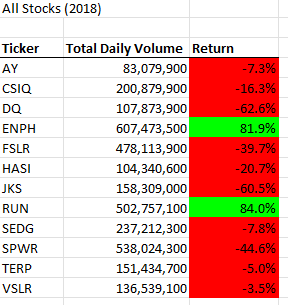 All Stocks (2018)
Ticker Total Daily Volume Return
AY 83,079,900 -7.3%
CSIQ 200,879,900 -16.3%
DQ 107,873,900 -62.6%
ENPH 607,473,500 81.9%
FSLR 478,113,900 -39.7%
HASI 104,340,600 -20.7%
JKS 158,309,000 -60.5%
RUN 502,757,100 84.0%
SEDG 237,212,300 -7.8%
SPWR 538,024,300 -44.6%
TERP 151,434,700 -5.0%
VSLR 136,539,100 -3.5%